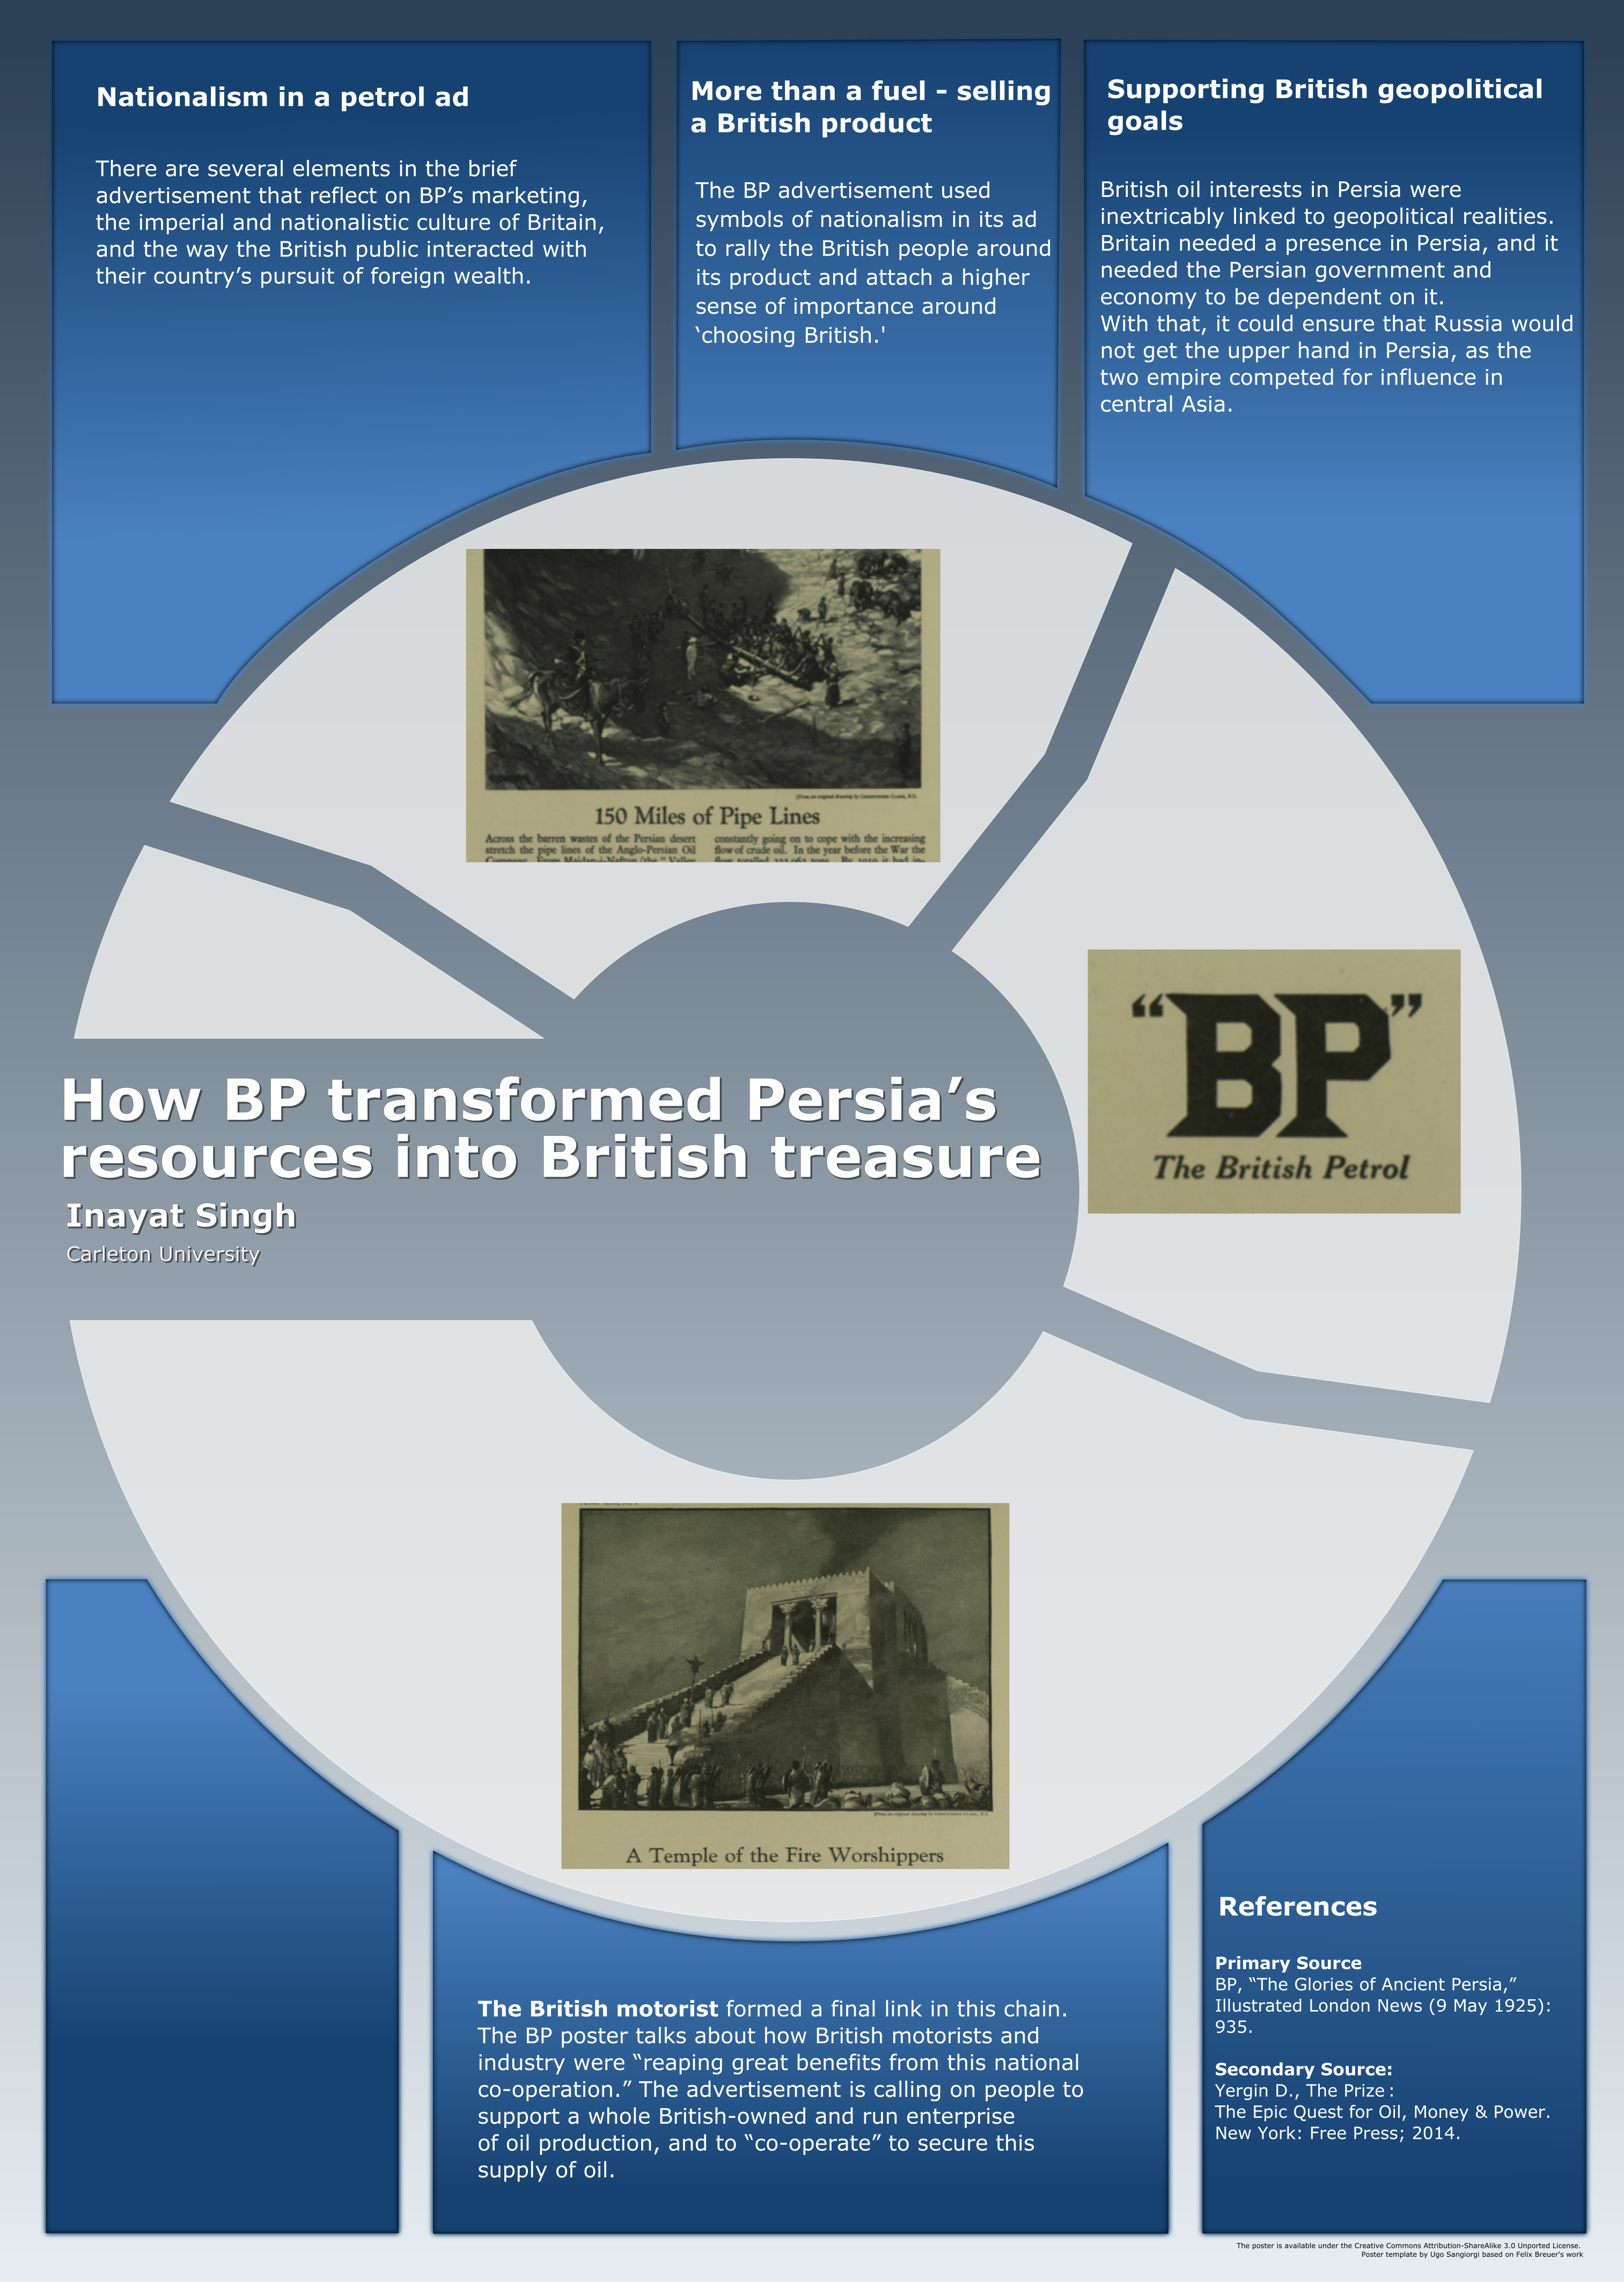 Nationalism in a petrol ad
There are several elements in the brief
advertisement that reflect on BP’s marketing,
the imperial and nationalistic culture of Britain,
and the way the British public interacted with
their country’s pursuit of foreign wealth.
More than a fuel – selling
a British product
The BP advertisement used
symbols of nationalism in its ad
to rally the British people around
its product and attach a higher
sense of importance around
‘choosing British.'
Supporting British geopolitical
goals
British oil interests in Persia were
inextricably linked to geopolitical realities.
Britain needed a presence in Persia, and it
needed the Persian government and
economy to be dependent on it.
With that, it could ensure that Russia would
not get the upper hand in Persia, as the
two empire competed for influence in
central Asia.
150 Miles of Pipe Lines
Across the barren wastes of the Persian desert
stretch the pipe lines of the Anglo-Persian Oil
Company. From Maidan-i-Naftun (the “Valley
constantly going on to cope with the increasing
flow of crude oil. In the year before the War the
“BP”
The British Petrol
How BP transformed Persia’s
resources into British treasure
Inayat Singh
Carleton University
A Temple of the Fire Worshippers
The British motorist formed a final link in this chain.
The BP poster talks about how British motorists and
industry were “reaping great benefits from this national
co-operation.” The advertisement is calling on people to
support a whole British-owned and run enterprise
of oil production, and to “co-operate” to secure this
supply of oil.
References
Primary Source
BP, “The Glories of Ancient Persia,”
Illustrated London News (9 May 1925):
935.
Secondary Source:
Yergin D., The Prize :
The Epic Quest for Oil, Money & Power.
New York: Free Press; 2014.
The poster is available under the Creative Commons Attribution-ShareAlike 3.0 Unported License.
Poster template by Ugo Sangiorgi based on Felix Breuer's work